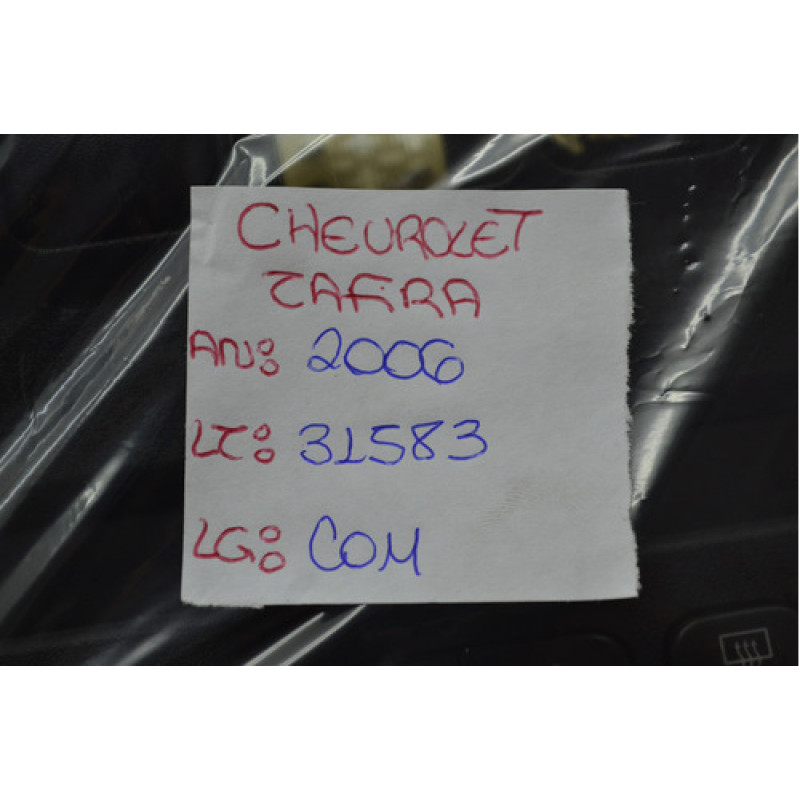 CHEVROLET
ZAFIRA
AN: 2006
LT: 31583
LG: COM